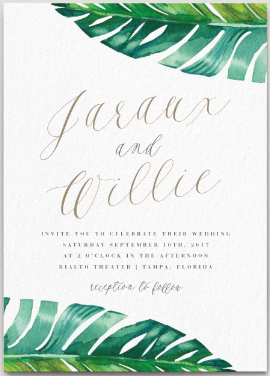 Jaraux
and
Willie
INVITE YOU TO CELEBRATE THEIR WEDDING
SATURDAY SEPTEMBER 16TH, 2017
AT 2 O'CLOCK IN THE AFTERNOON
RIALTO THEATER | TAMPA, FLORIDA
reception to follow